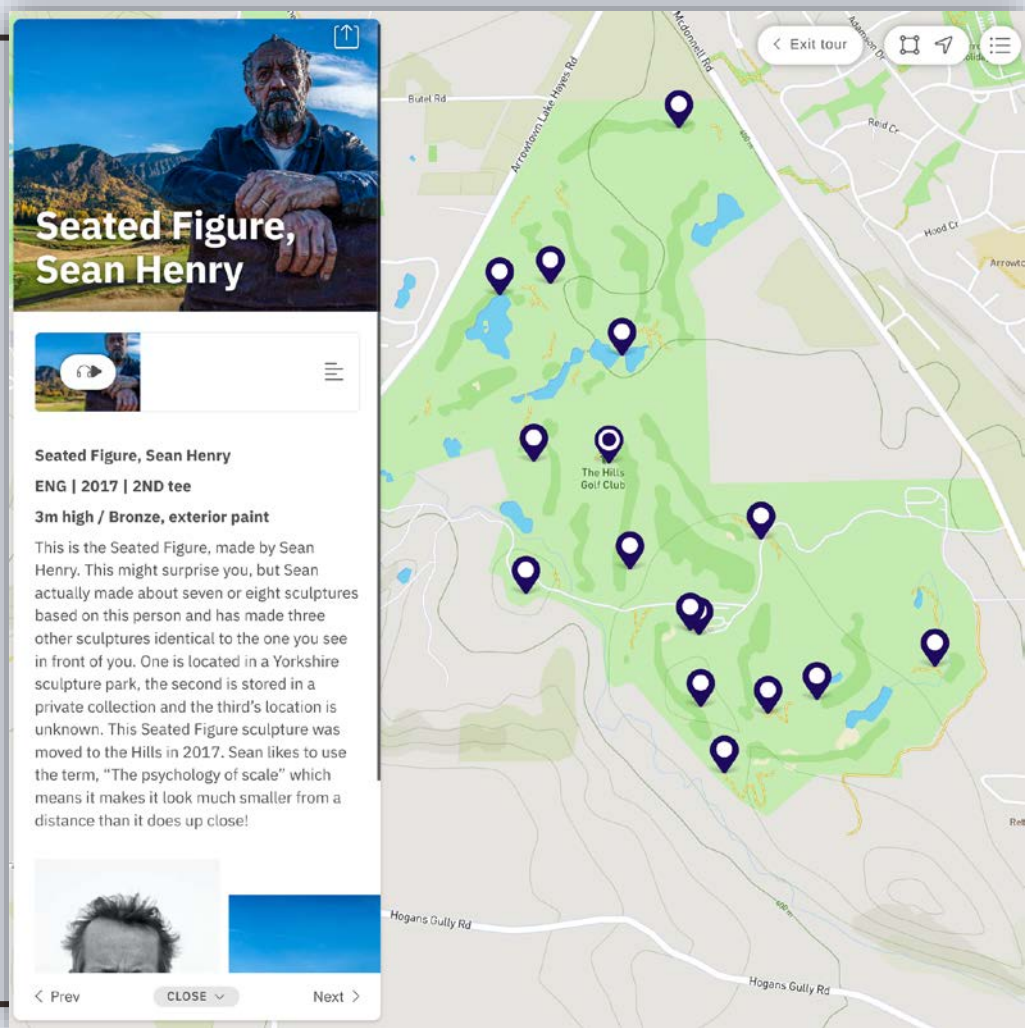 Seated Figure,
Sean Henry
Seated Figure, Sean Henry
ENG | 2017 | 2ND tee
3m high / Bronze, exterior paint
This is the Seated Figure, made by Sean
Henry. This might surprise you, but Sean
actually made about seven or eight sculptures
based on this person and has made three
other sculptures identical to the one you see
in front of you. One is located in a Yorkshire
sculpture park, the second is stored in a
private collection and the third's location is
unknown. This Seated Figure sculpture was
moved to the Hills in 2017. Sean likes to use
the term, “The psychology of scale” which
means it makes it look much smaller from a
distance than it does up close!
< Prev
CLOSE
Next >
< Exit tour
Mcdonnell Rd
Adamson Dr
Butel Rd
Arrowtown Lake Hayes Rd
Reid Cr
400 m
Hood Cr
The Hills
Golf Club
400 m
Hogans Gully Rd
Hogans Gully Rd